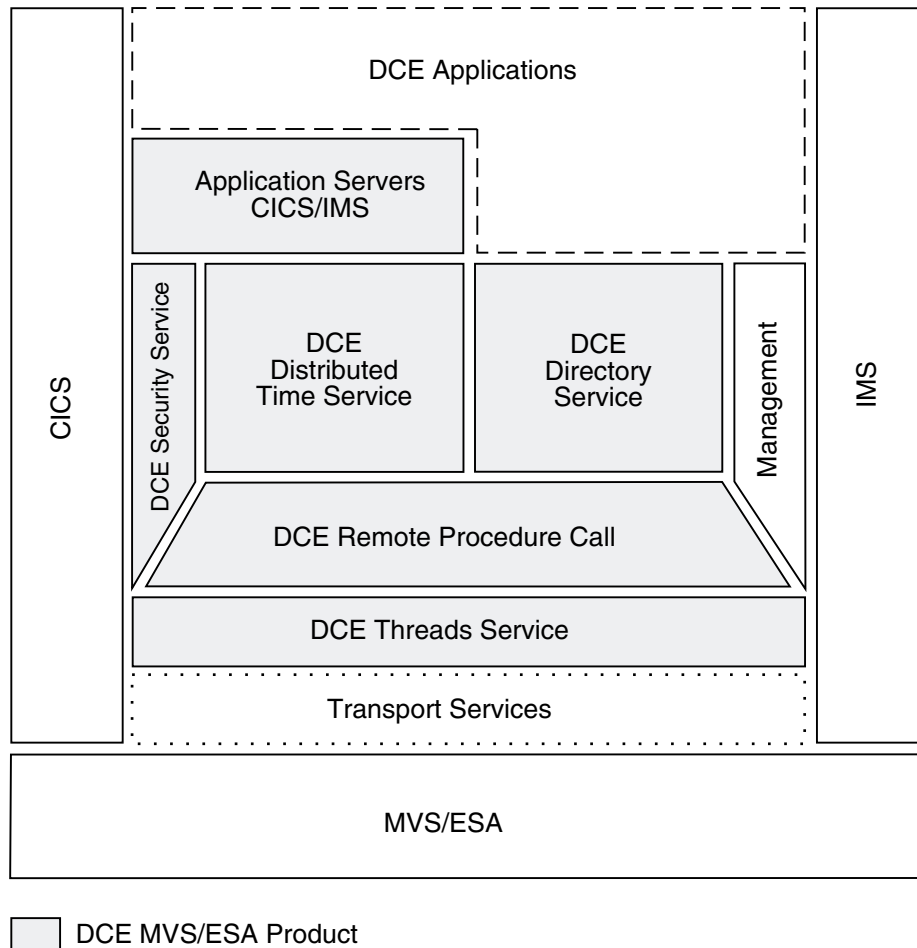 DCE Applications
Application Servers
CICS/IMS
CICS
DCE Security Service
DCE
Distributed
Time Service
DCE
Directory
Service
Management
IMS
DCE Remote Procedure Call
DCE Threads Service
Transport Services
MVS/ESA
DCE MVS/ESA Product